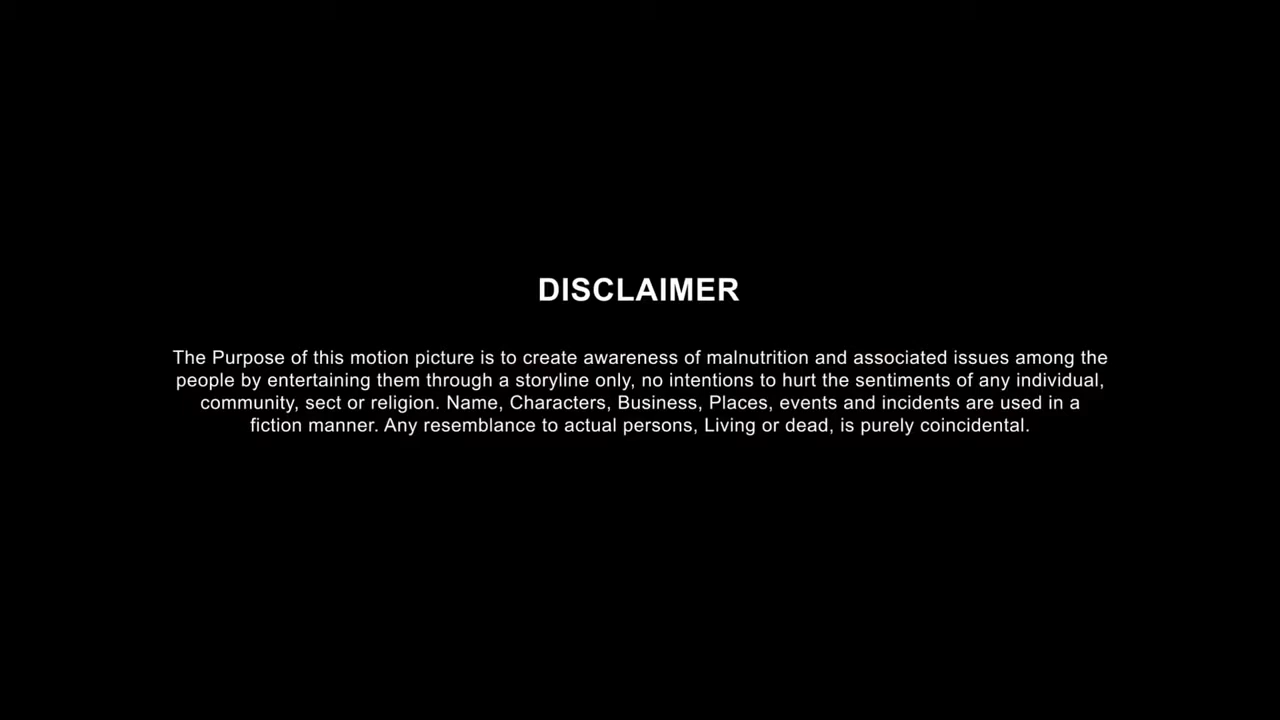 DISCLAIMER
The Purpose of this motion picture is to create awareness of malnutrition and associated issues among the
people by entertaining them through a storyline only, no intentions to hurt the sentiments of any individual,
community, sect or religion. Name, Characters, Business, Places, events and incidents are used in a
fiction manner. Any resemblance to actual persons, Living or dead, is purely coincidental.